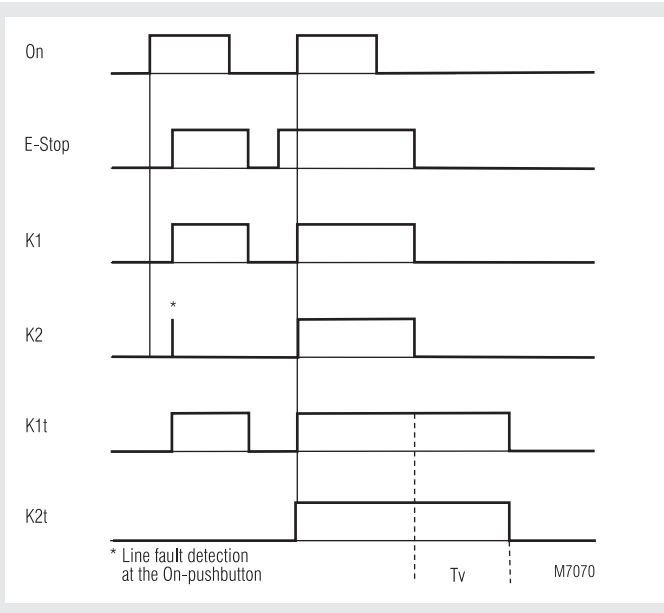 On
E-Stop
K1
*
K2
K1t
K2t
* Line fault detection
at the On-pushbutton
Tv
M7070